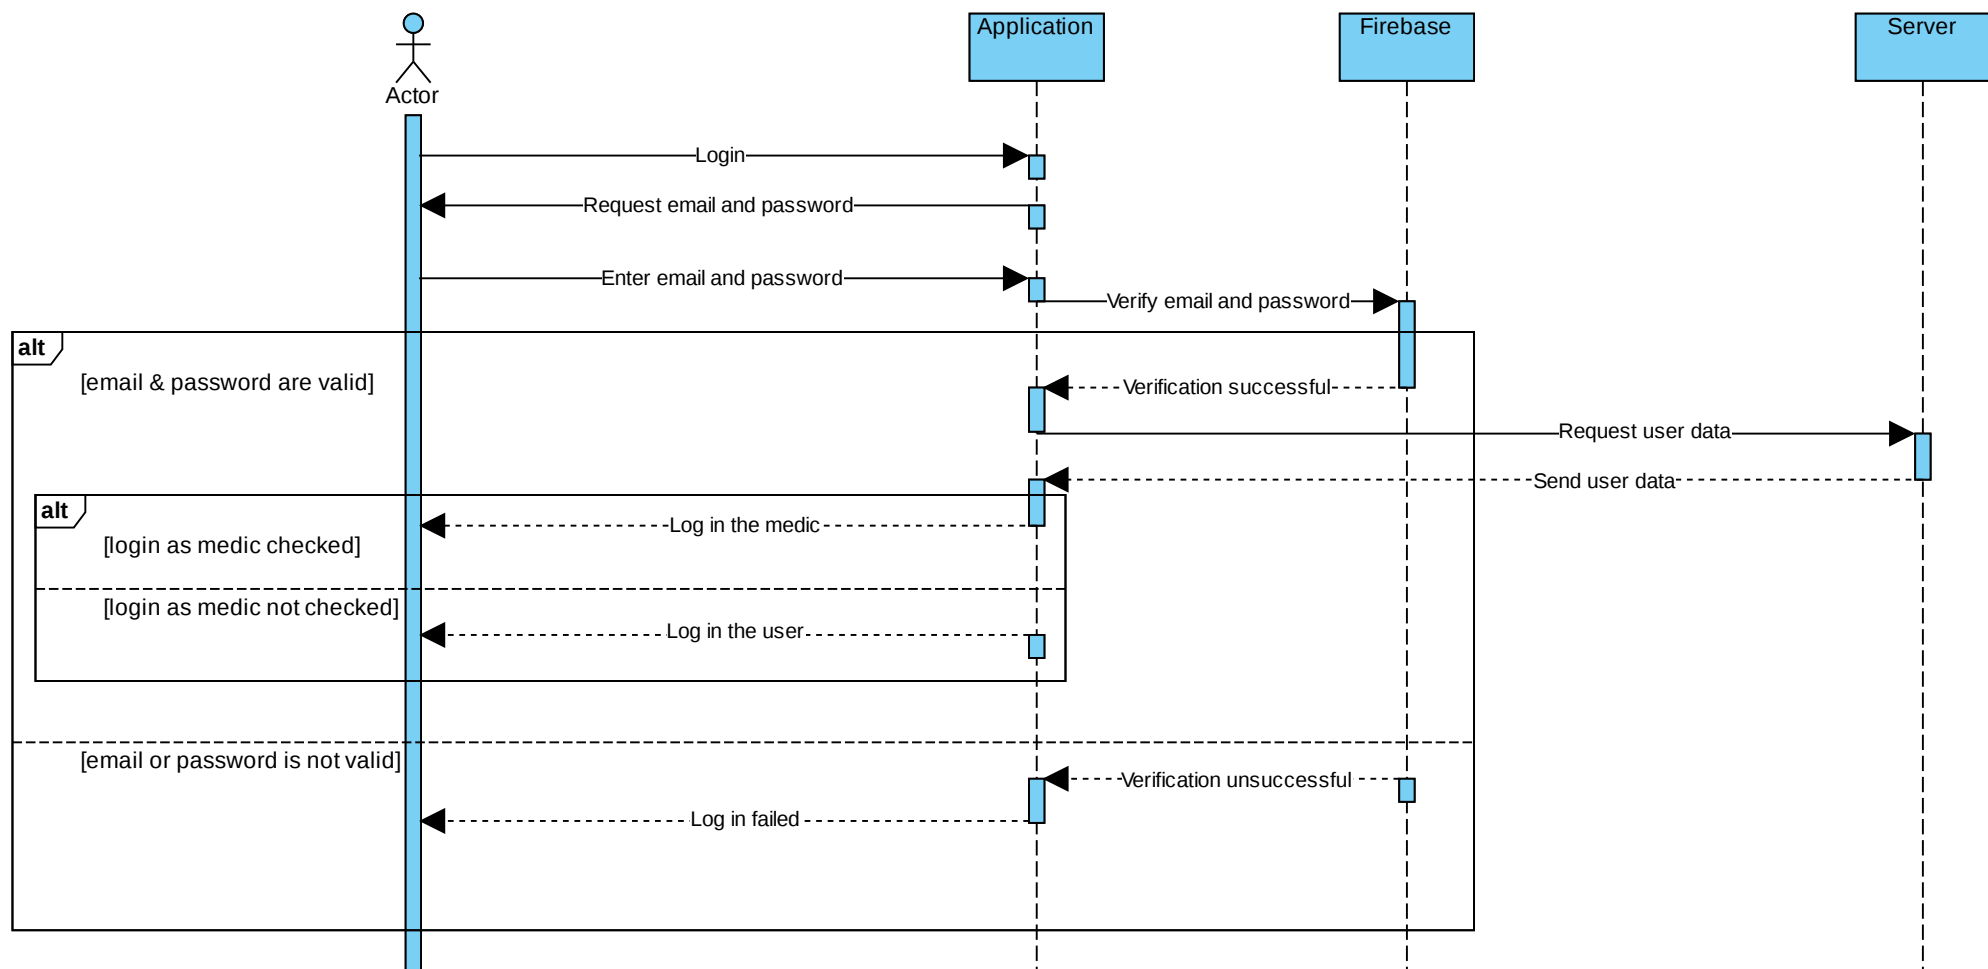 Application
Firebase
Server
Actor
Login
Request email and password
Enter email and password
Verify email and password
alt
[email & password are valid]
Verification successful
Request user data
Send user data
alt
Log in the medic
[login as medic checked]
[login as medic not checked]
Log in the user
[email or password is not valid]
Verification unsuccessful
Log in failed